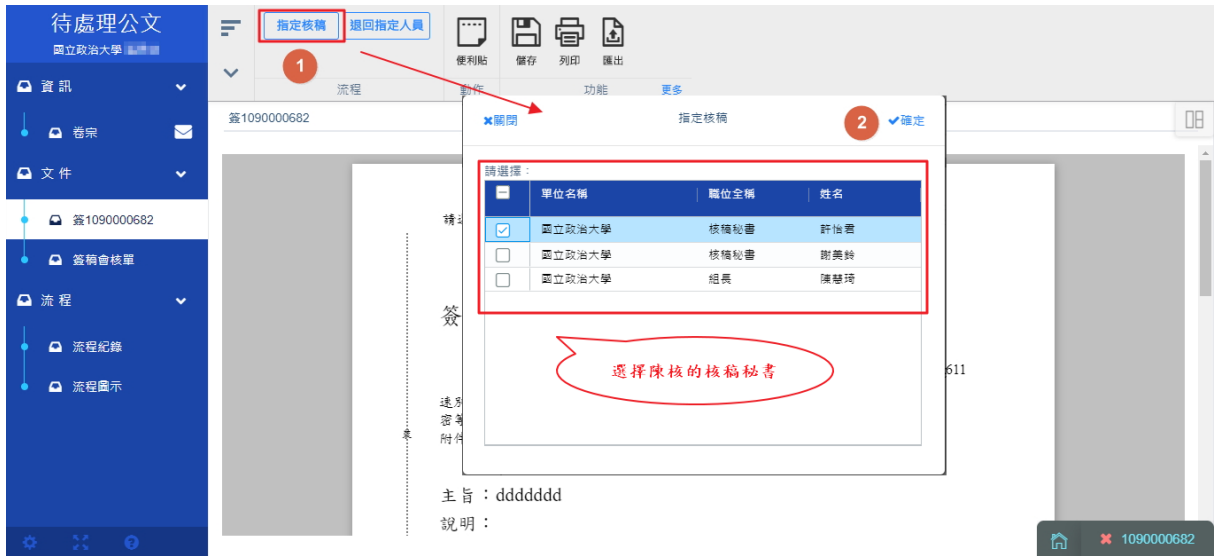 待處理公文
國立政治大學
資訊
卷宗
文件
簽1090000682
簽稿會核單
流程
流程紀錄
流程圖示
指定核稿
退回指定人員
1
流程
便利貼
動作
儲存
列印
匯出
功能
更多
簽1090000682
關閉
指定核稿
2
確定
請選擇：
單位名稱 職位全稱 姓名
國立政治大學 核稿秘書 許怡君
國立政治大學 核稿秘書 謝美鈴
國立政治大學 組長 陳慧琦
選擇陳核的核稿秘書
簽
611
速別
密等
附件
裝
主旨：ddddddd
說明：
1090000682